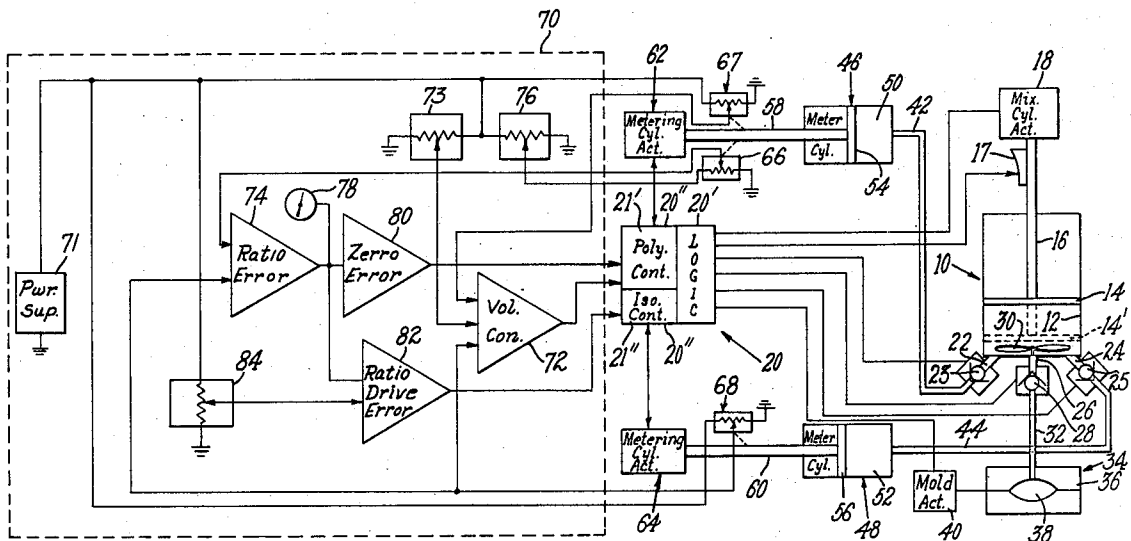 70
62
67
46
50
18
Mix.
Cyl.
Act.
73
76
58
Metering
Cyl.
Act.
Meter
Cyl.
42
17
66
54
78
74
80
21'
20"
20'
16
Ratio
Error
Zerro
Error
Poly.
Cont.
LOGIC
10
14
71
Pwr.
Sup.
Vol.
Con.
72
Iso.
Cont.
21"
20"
20
30
12
14'
22
23
24
25
82
84
Ratio
Drive
Error
68
26
28
32
44
Metering
Cyl.
Act.
Meter
Cyl.
34
36
64
60
56
52
48
Mold
Act.
40
38